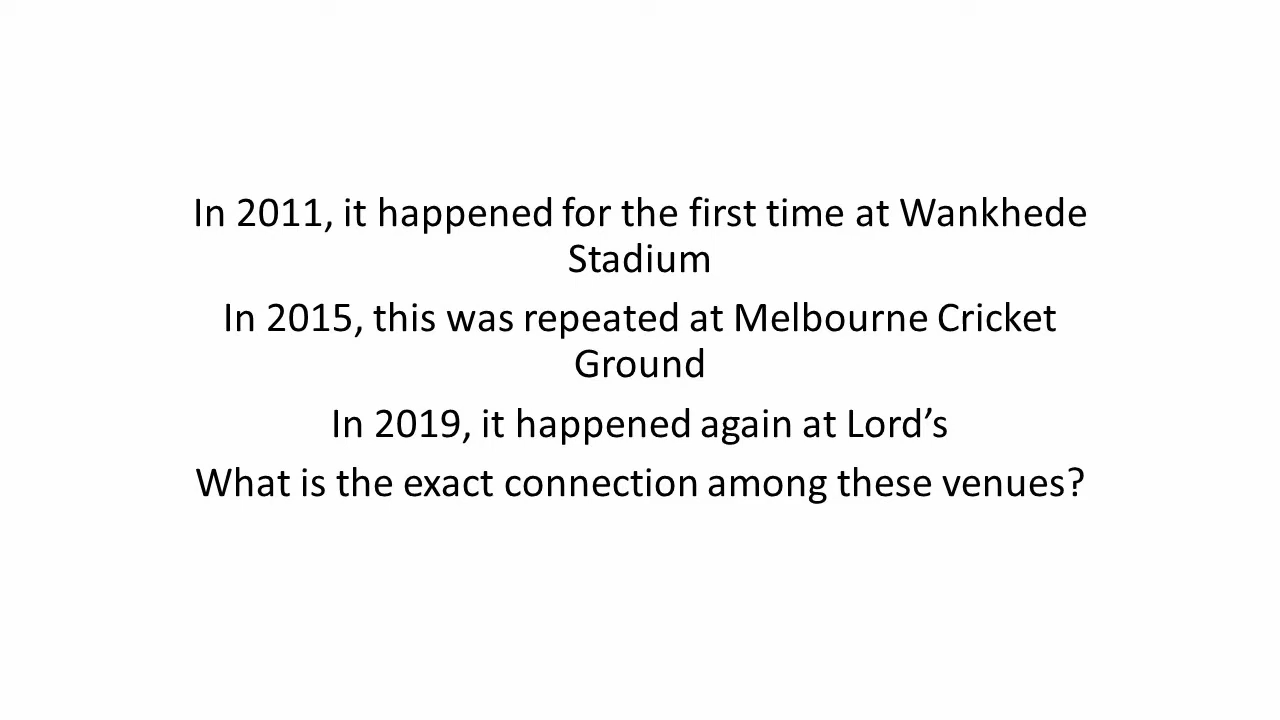 In 2011, it happened for the first time at Wankhede
Stadium
In 2015, this was repeated at Melbourne Cricket
Ground
In 2019, it happened again at Lord’s
What is the exact connection among these venues?